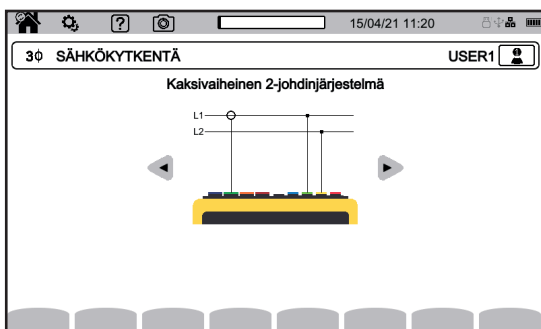 ? 15/04/21 11:20
3Φ SÄHKÖKYTKENTÄ USER1
Kaksivaiheinen 2-johdinjärjestelmä
L1
L2